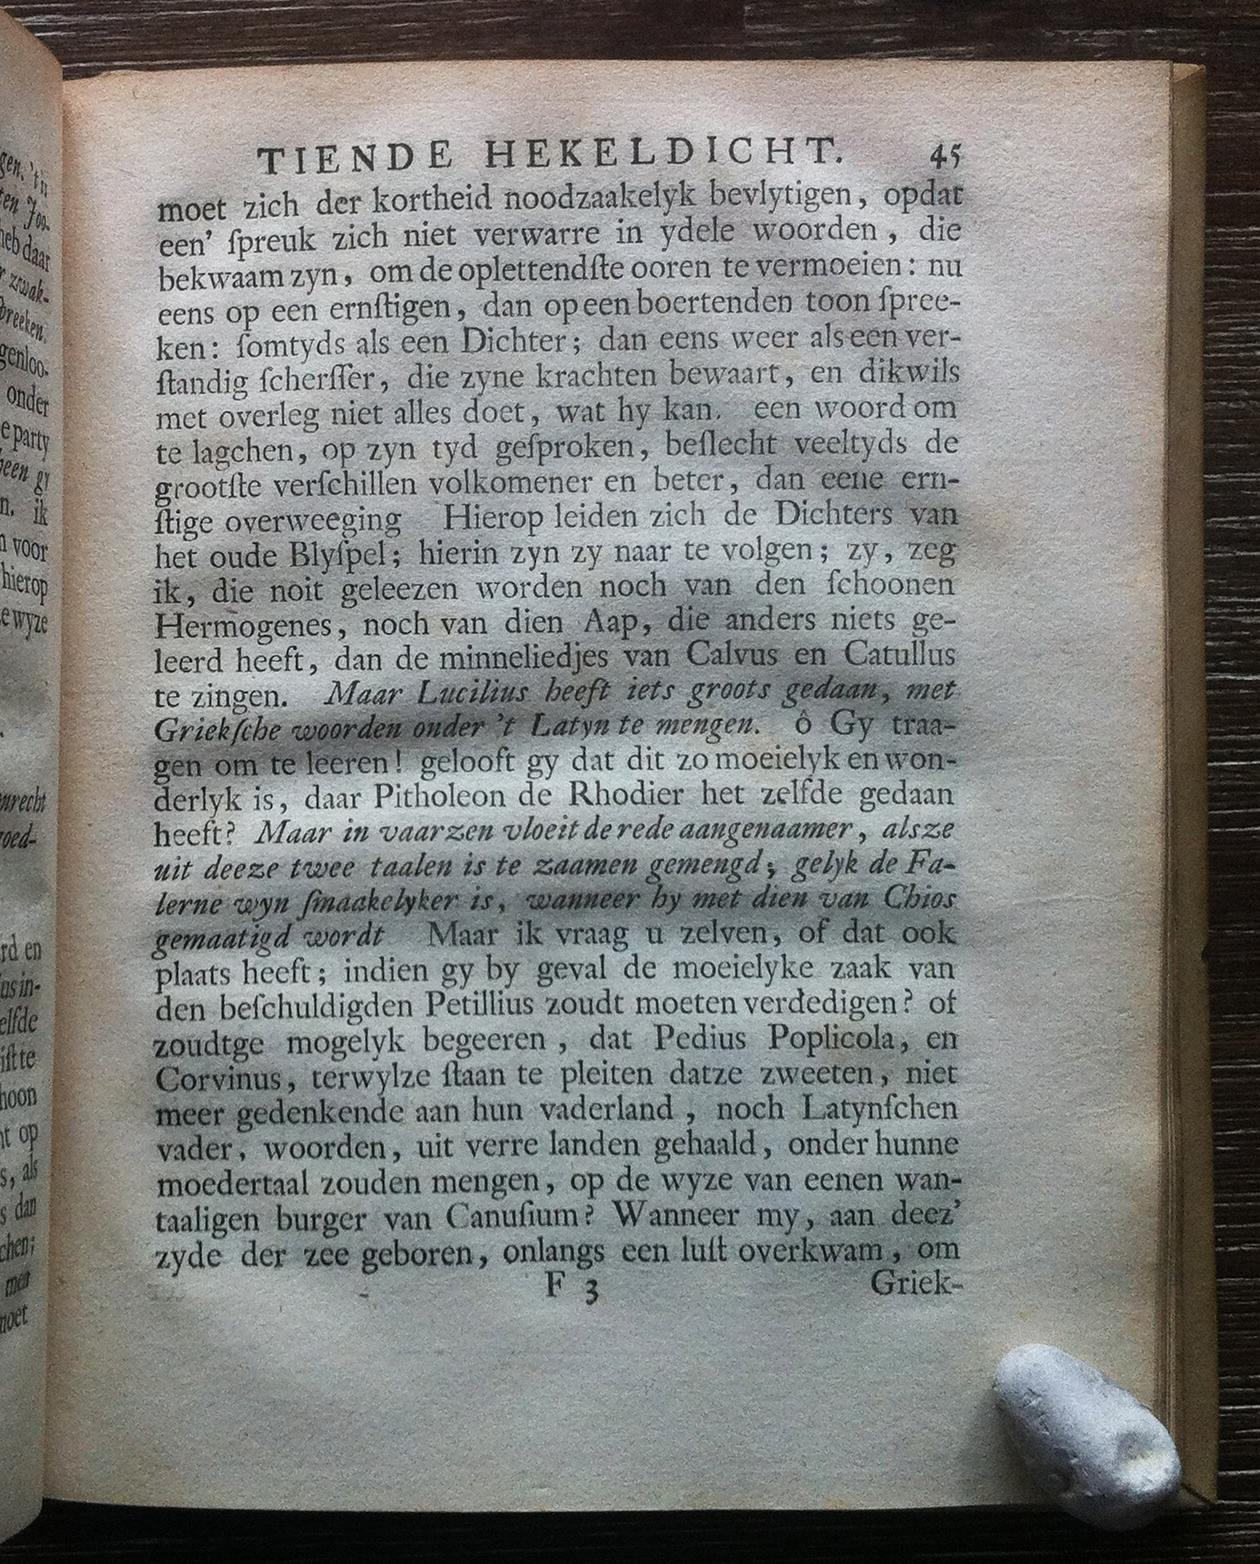 TIENDE HEKELDICHT. 45
moet zich der kortheid noodzaakelyk bevlytigen, opdat
een' ſpreuk zich niet verwarre in ydele woorden, die
bekwaam zyn, om de oplettendſte ooren te vermoeien: nu
eens op een ernſtigen, dan op een boertenden toon ſpree-
ken: ſomtyds als een Dichter; dan eens weer als een ver-
ſtandig ſcherſſer, die zyne krachten bewaart, en dikwils
met overleg niet alles doet, wat hy kan. een woord om
te lagchen, op zyn tyd geſproken, beſlecht veeltyds de
grootſte verſchillen volkomener en beter, dan eene ern-
ſtige overweeging Hierop leiden zich de Dichters van
het oude Blyſpel; hierin zyn zy naar te volgen; zy, zeg
ik, die noit geleezen worden noch van den ſchoonen
Hermogenes, noch van dien Aap, die anders niets ge-
leerd heeft, dan de minneliedjes van Calvus en Catullus
te zingen. Maar Lucilius heeft iets groots gedaan, met
Griekſche woorden onder 't Latyn te mengen. ô Gy traa-
gen om te leeren! gelooft gy dat dit zo moeielyk en won-
derlyk is, daar Pitholeon de Rhodier het zelfde gedaan
heeft? Maar in vaarzen vloeit de rede aangenaamer, alsze
uit deeze twee taalen is te zaamen gemengd; gelyk de Fa-
lerne wyn ſmaakelyker is, wanneer hy met dien van Chios
gemaatigd wordt Maar ik vraag u zelven, of dat ook
plaats heeft; indien gy by geval de moeielyke zaak van
den beſchuldigden Petillius zoudt moeten verdedigen? of
zoudtge mogelyk begeeren, dat Pedius Poplicola, en
Corvinus, terwylze ſtaan te pleiten datze zweeten, niet
meer gedenkende aan hun vaderland, noch Latynſchen
vader, woorden, uit verre landen gehaald, onder hunne
moedertaal zouden mengen, op de wyze van eenen wan-
taaligen burger van Canuſium? Wanneer my, aan deez'
zyde der zee geboren, onlangs een luſt overkwam, om
F 3 Griek-